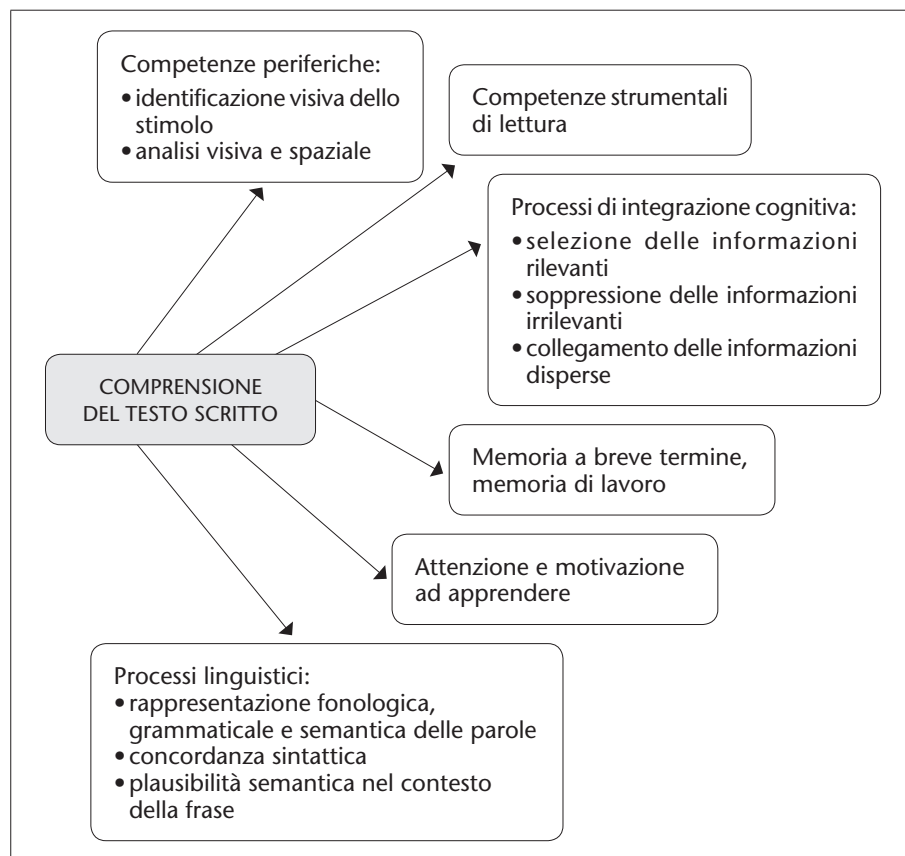 Competenze periferiche:
• identificazione visiva dello
stimolo
• analisi visiva e spaziale
Competenze strumentali
di lettura
Processi di integrazione cognitiva:
• selezione delle informazioni
rilevanti
• soppressione delle informazioni
irrilevanti
• collegamento delle informazioni
disperse
COMPRENSIONE
DEL TESTO SCRITTO
Memoria a breve termine,
memoria di lavoro
Attenzione e motivazione
ad apprendere
Processi linguistici:
• rappresentazione fonologica,
grammaticale e semantica delle parole
• concordanza sintattica
• plausibilità semantica nel contesto
della frase